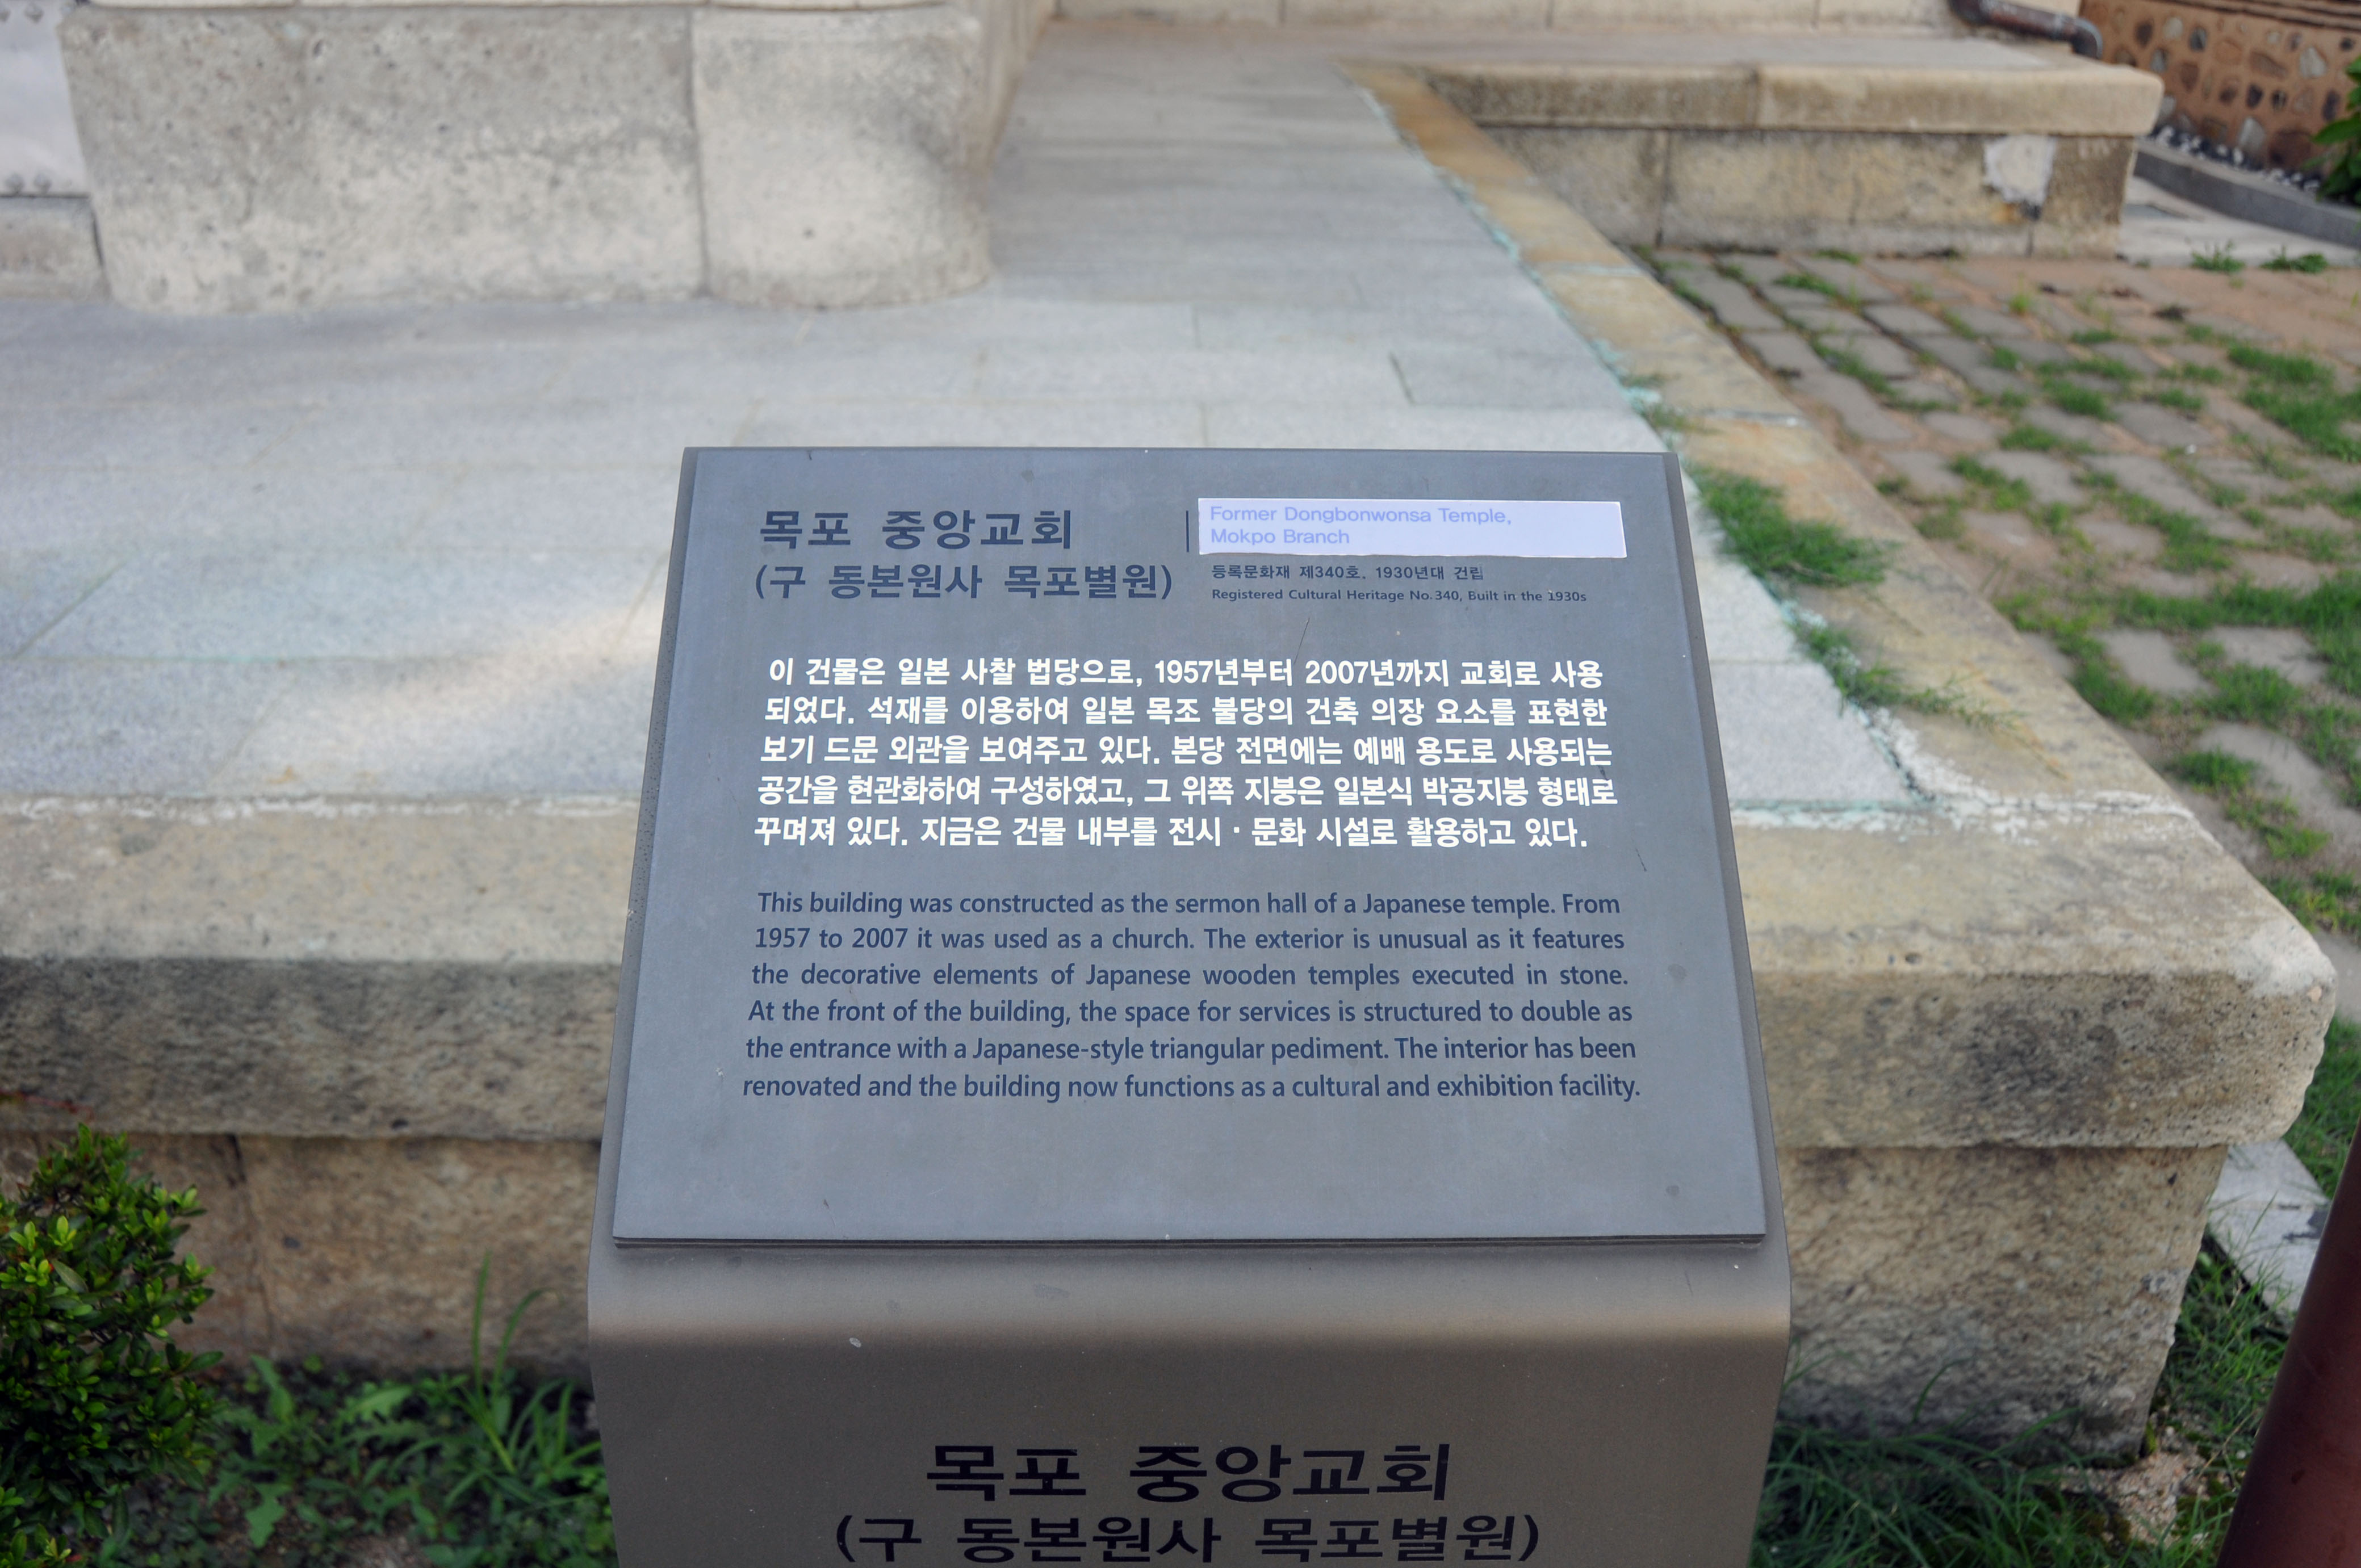 목포 중앙교회
(구 동본원사 목포별원)
Former Dongbonwonsa Temple,
Mokpo Branch
등록문화재 제340호, 1930년대 건립
Registered Cultural Heritage No.340, Built in the 1930s
이 건물은 일본 사찰 법당으로, 1957년부터 2007년까지 교회로 사용
되었다. 석재를 이용하여 일본 목조 불당의 건축 의장 요소를 표현한
보기 드문 외관을 보여주고 있다. 본당 전면에는 예배 용도로 사용되는
공간을 현관화하여 구성하였고, 그 위쪽 지붕은 일본식 박공지붕 형태로
꾸며져 있다. 지금은 건물 내부를 전시 · 문화 시설로 활용하고 있다.
This building was constructed as the sermon hall of a Japanese temple. From
1957 to 2007 it was used as a church. The exterior is unusual as it features
the decorative elements of Japanese wooden temples executed in stone.
At the front of the building, the space for services is structured to double as
the entrance with a Japanese-style triangular pediment. The interior has been
renovated and the building now functions as a cultural and exhibition facility.
목포 중앙교회
(구 동본원사 목포별원)